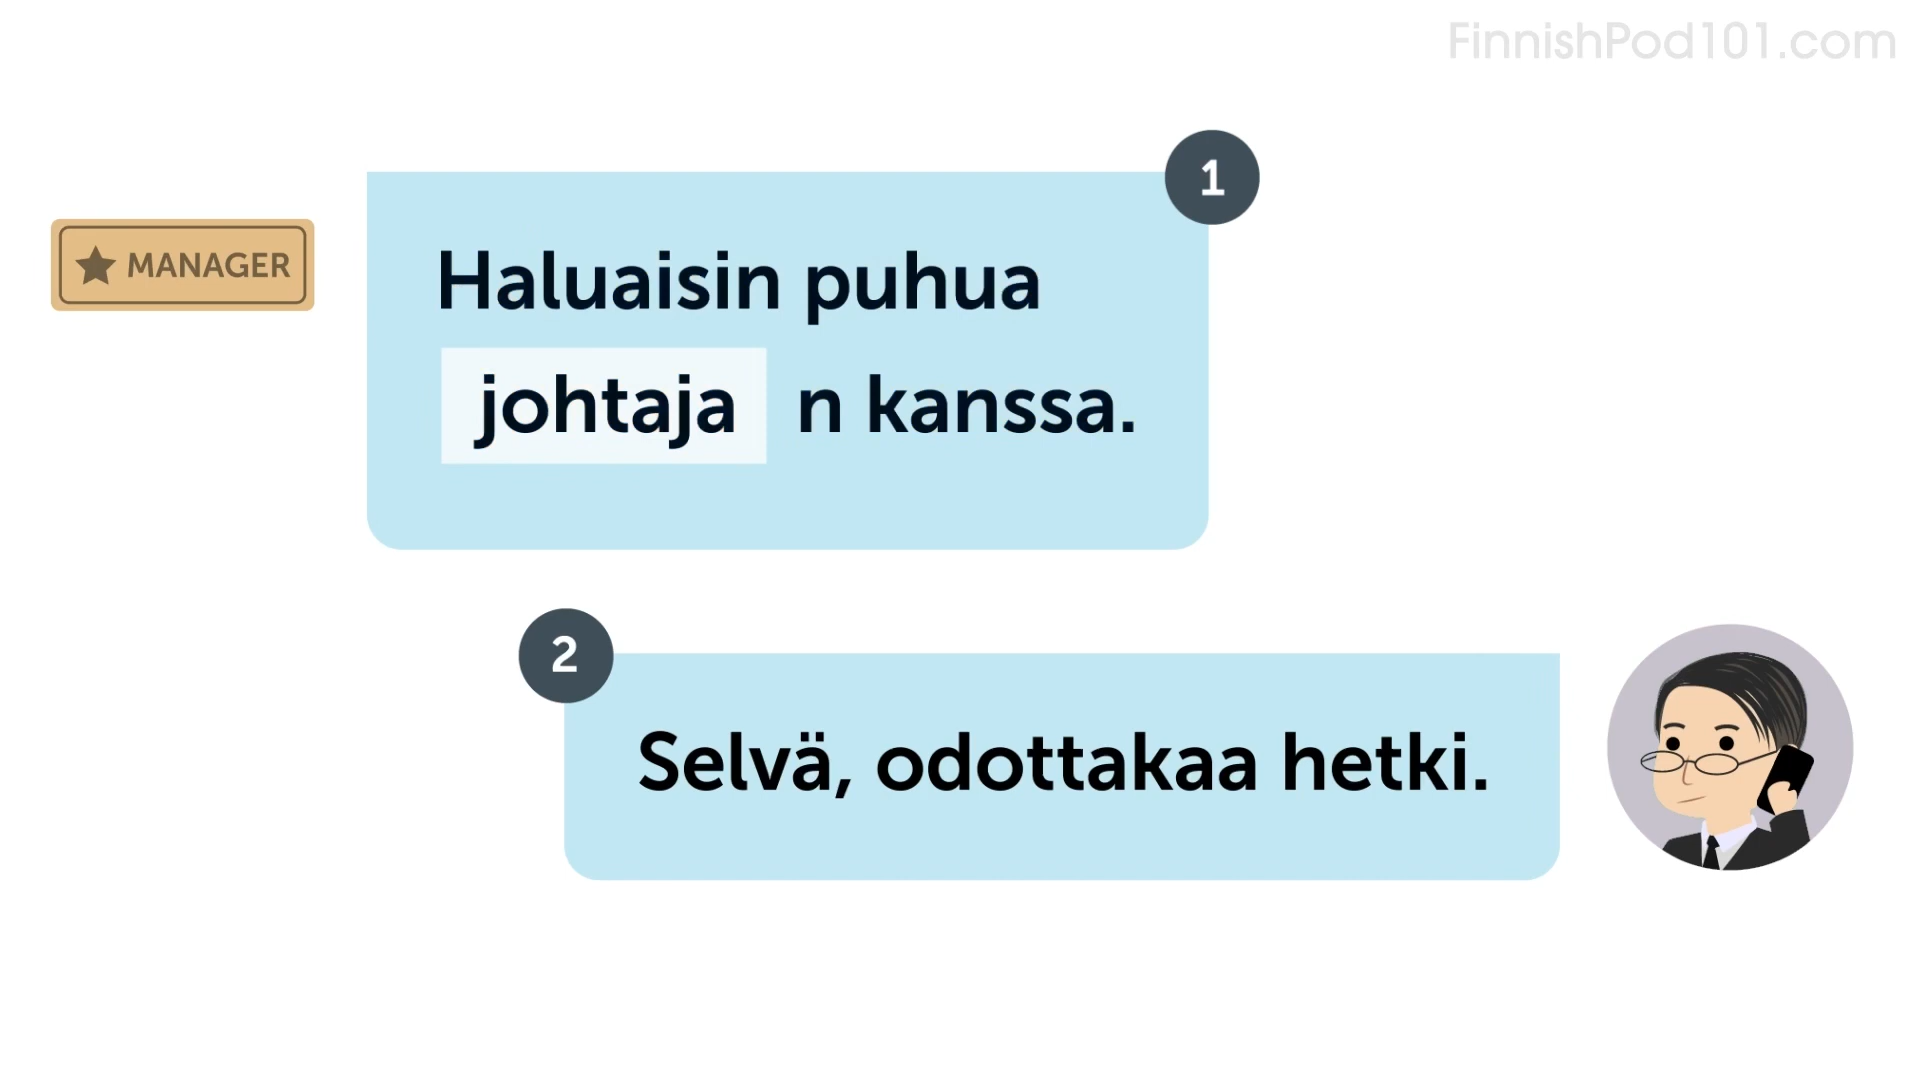 FinnishPod101.com
1
★ MANAGER
Haluaisin puhua
johtaja n kanssa.
2
Selvä, odottakaa hetki.